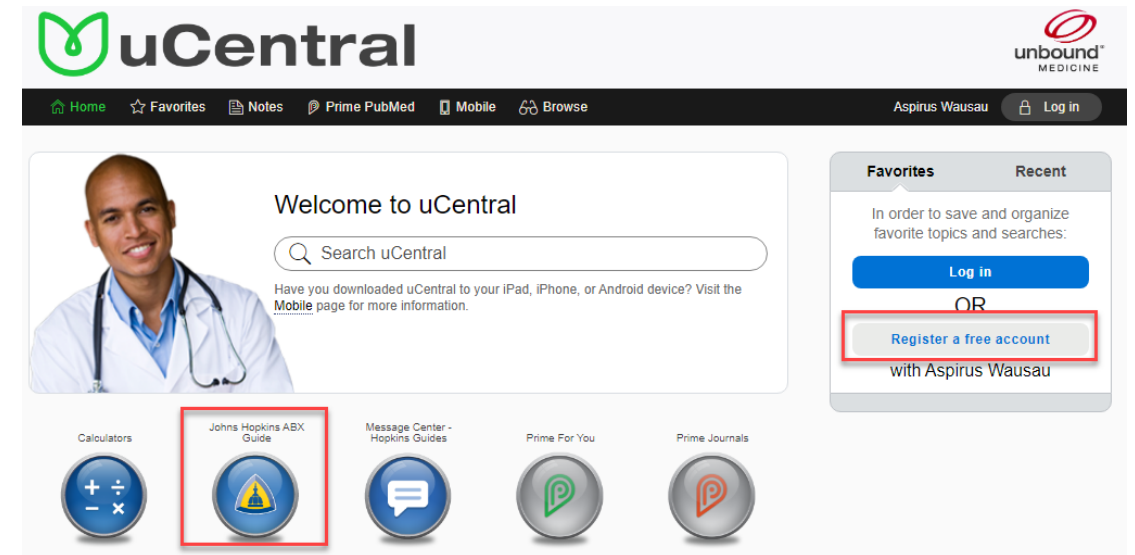 uCentral
unbound
MEDICINE
Home Favorites Notes Prime PubMed Mobile Browse Aspirus Wausau Log in
Welcome to uCentral
Search uCentral
Have you downloaded uCentral to your iPad, iPhone, or Android device? Visit the
Mobile page for more information.
Favorites Recent
In order to save and organize
favorite topics and searches:
Log in
OR
Register a free account
with Aspirus Wausau
Calculators
Johns Hopkins ABX
Guide
Message Center -
Hopkins Guides
Prime For You
Prime Journals